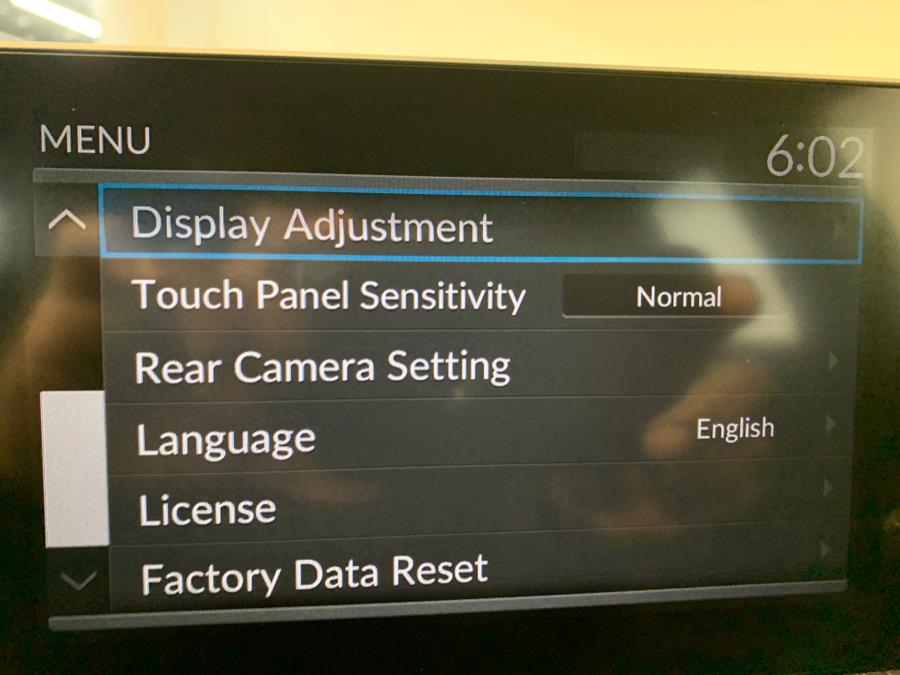 MENU
6:02
Display Adjustment
Touch Panel Sensitivity Normal
Rear Camera Setting
Language English
License
Factory Data Reset